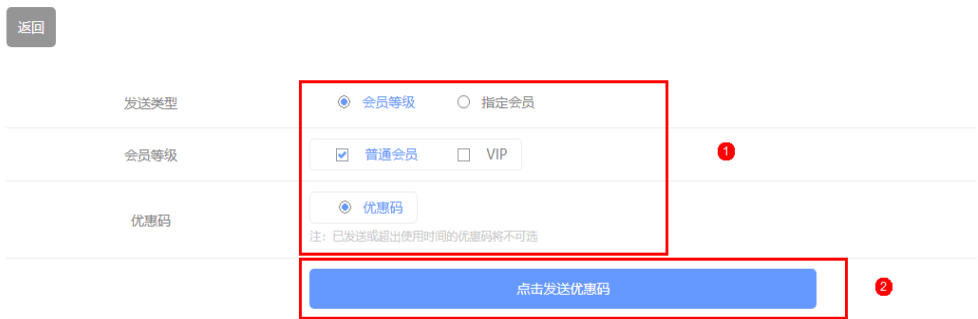 返回
发送类型 会员等级 指定会员
会员等级 普通会员 VIP 1
优惠码 优惠码
注：已发送或超出使用时间的优惠码将不可选
点击发送优惠码 2